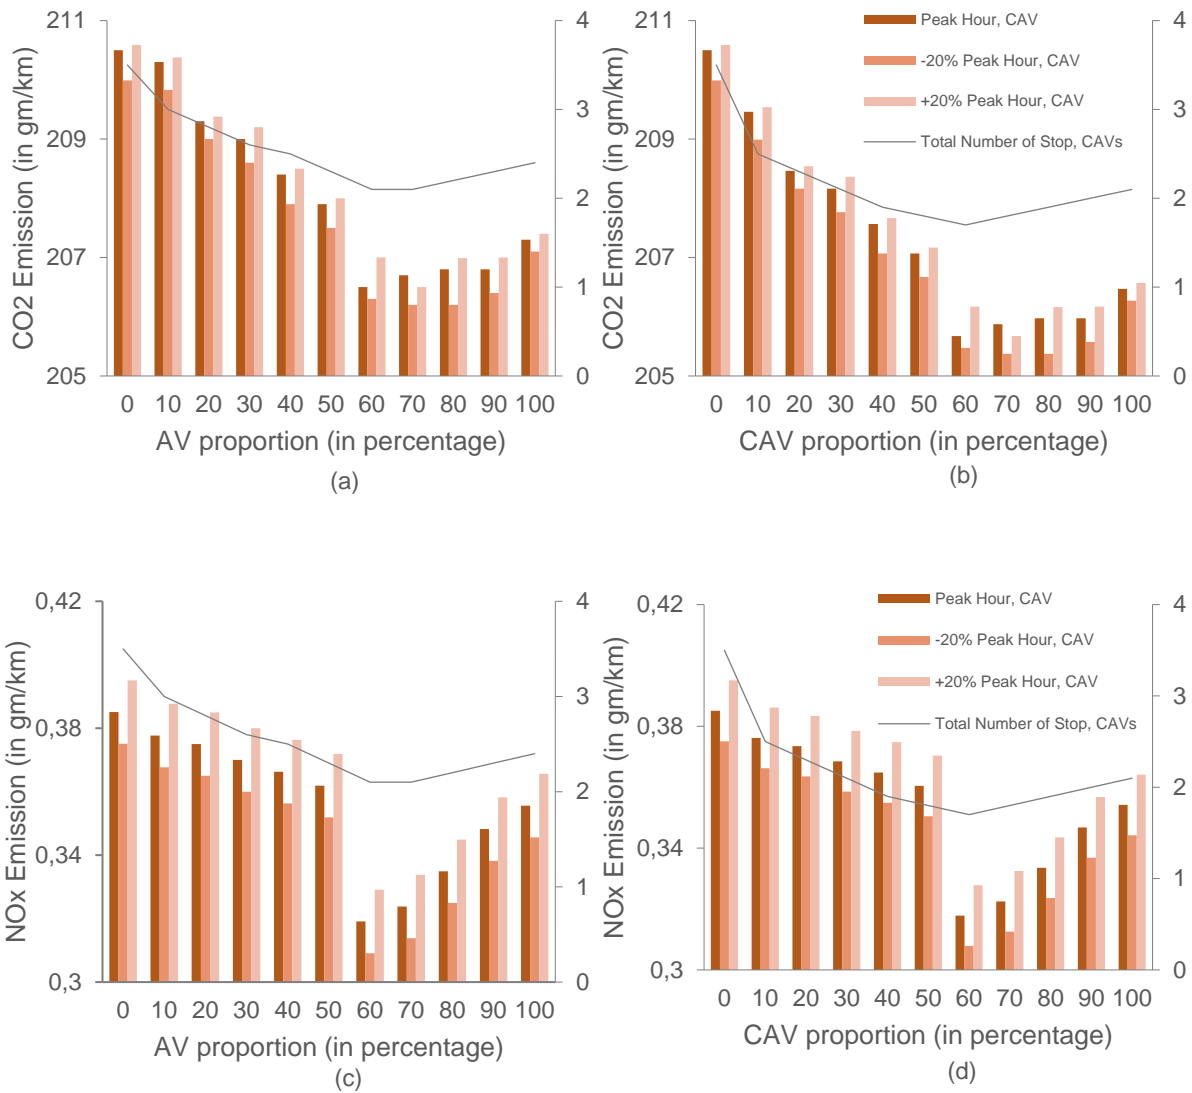 211
209
207
205
CO2 Emission (in gm/km)
4
3
2
1
0
0 10 20 30 40 50 60 70 80 90 100
AV proportion (in percentage)
(a)
211
209
207
205
CO2 Emission (in gm/km)
Peak Hour, CAV
-20% Peak Hour, CAV
+20% Peak Hour, CAV
Total Number of Stop, CAVs
4
3
2
1
0
0 10 20 30 40 50 60 70 80 90 100
CAV proportion (in percentage)
(b)
0,42
0,38
0,34
0,3
NOx Emission (in gm/km)
4
3
2
1
0
0 10 20 30 40 50 60 70 80 90 100
AV proportion (in percentage)
(c)
0,42
0,38
0,34
0,3
NOx Emission (in gm/km)
Peak Hour, CAV
-20% Peak Hour, CAV
+20% Peak Hour, CAV
Total Number of Stop, CAVs
4
3
2
1
0
0 10 20 30 40 50 60 70 80 90 100
CAV proportion (in percentage)
(d)